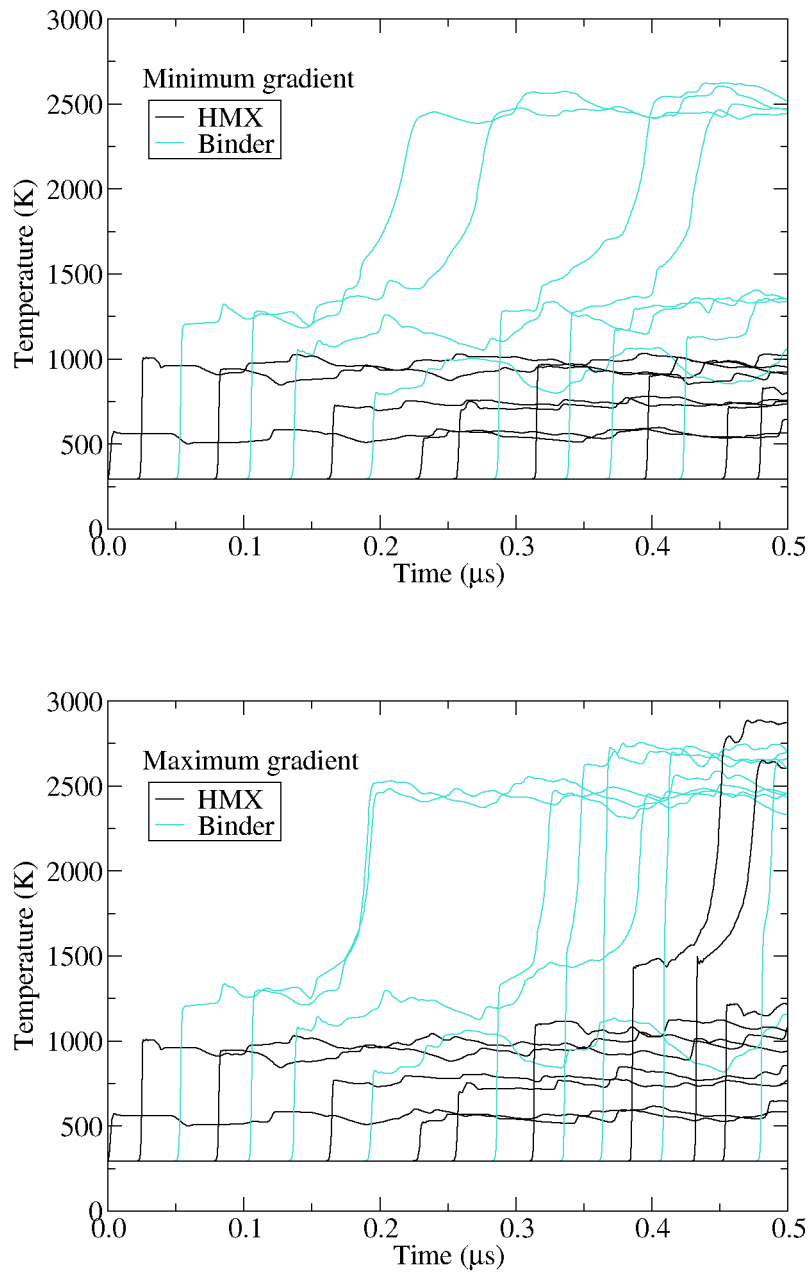 3000
Minimum gradient
HMX
Binder
2500
2000
1500
1000
500
0
Temperature (K)
0.0 0.1 0.2 0.3 0.4 0.5
Time (μs)
3000
Maximum gradient
HMX
Binder
2500
2000
1500
1000
500
0
Temperature (K)
0.0 0.1 0.2 0.3 0.4 0.5
Time (μs)